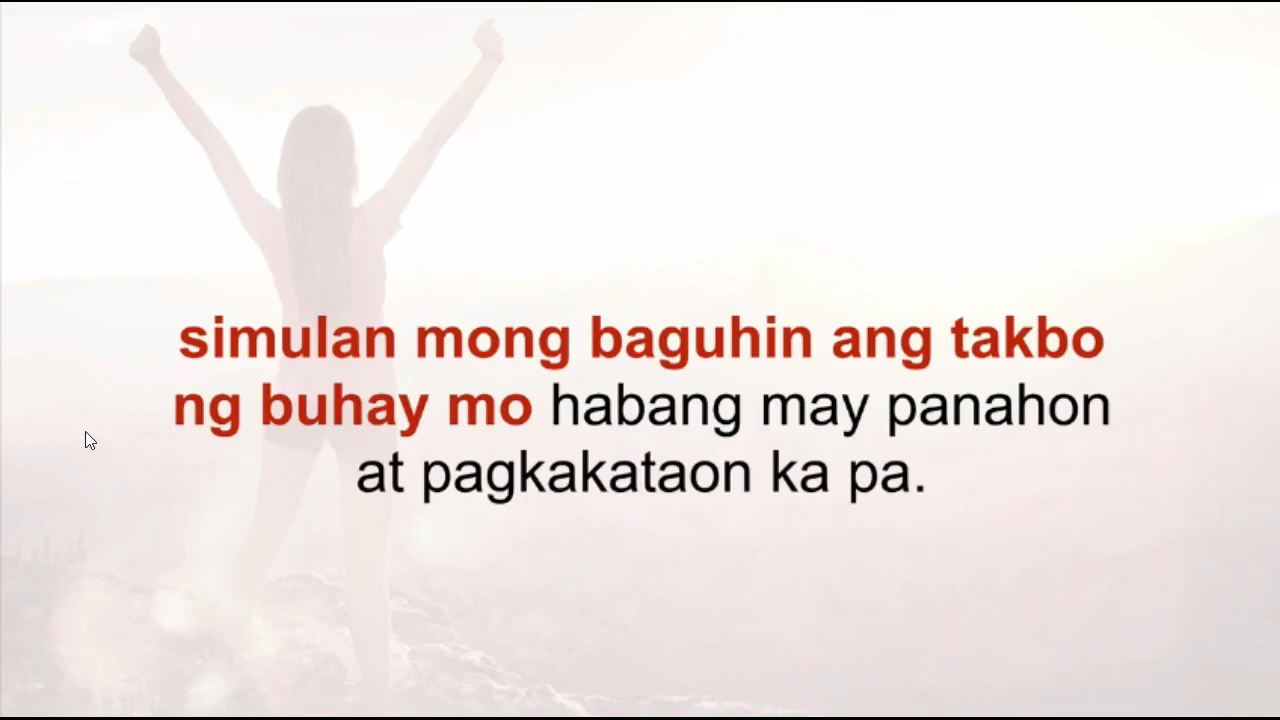 simulan mong baguhin ang takbo
ng buhay mo habang may panahon
at pagkakataon ka pa.